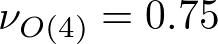 ν_{O(4)} = 0.75